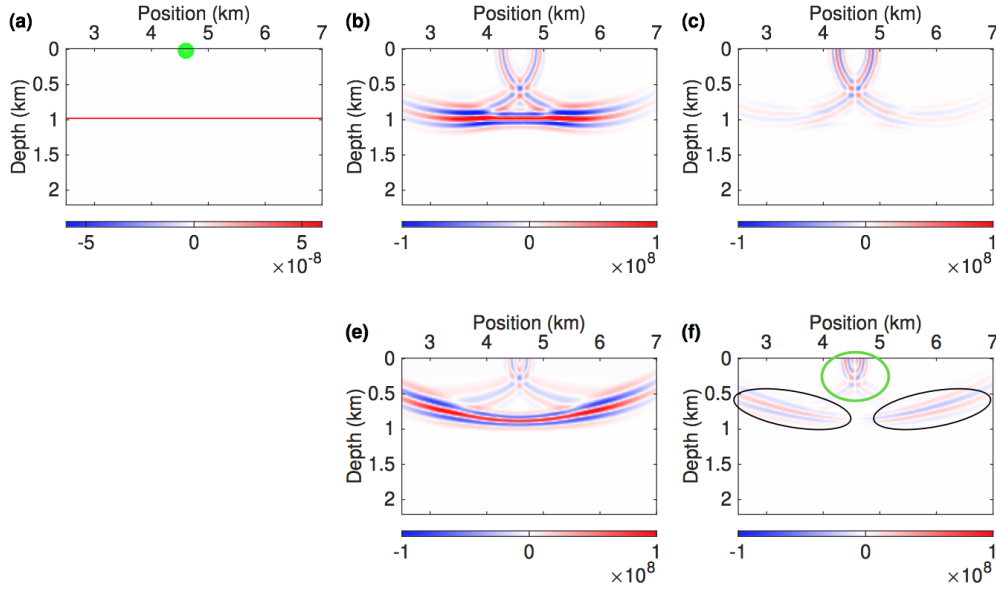 Position (km) Position (km) Position (km)
(a) 3 4 5 6 7 (b) 3 4 5 6 7 (c) 3 4 5 6 7
0 0 0
0.5 0.5 0.5
1 1 1
1.5 1.5 1.5
2 2 2
Depth (km) Depth (km) Depth (km)
-5 0 5 -1 0 1 -1 0 1
×10-8 ×108 ×108
Position (km) Position (km)
(e) 3 4 5 6 7 (f) 3 4 5 6 7
0 0
0.5 0.5
1 1
1.5 1.5
2 2
Depth (km) Depth (km)
-1 0 1 -1 0 1
×108 ×108